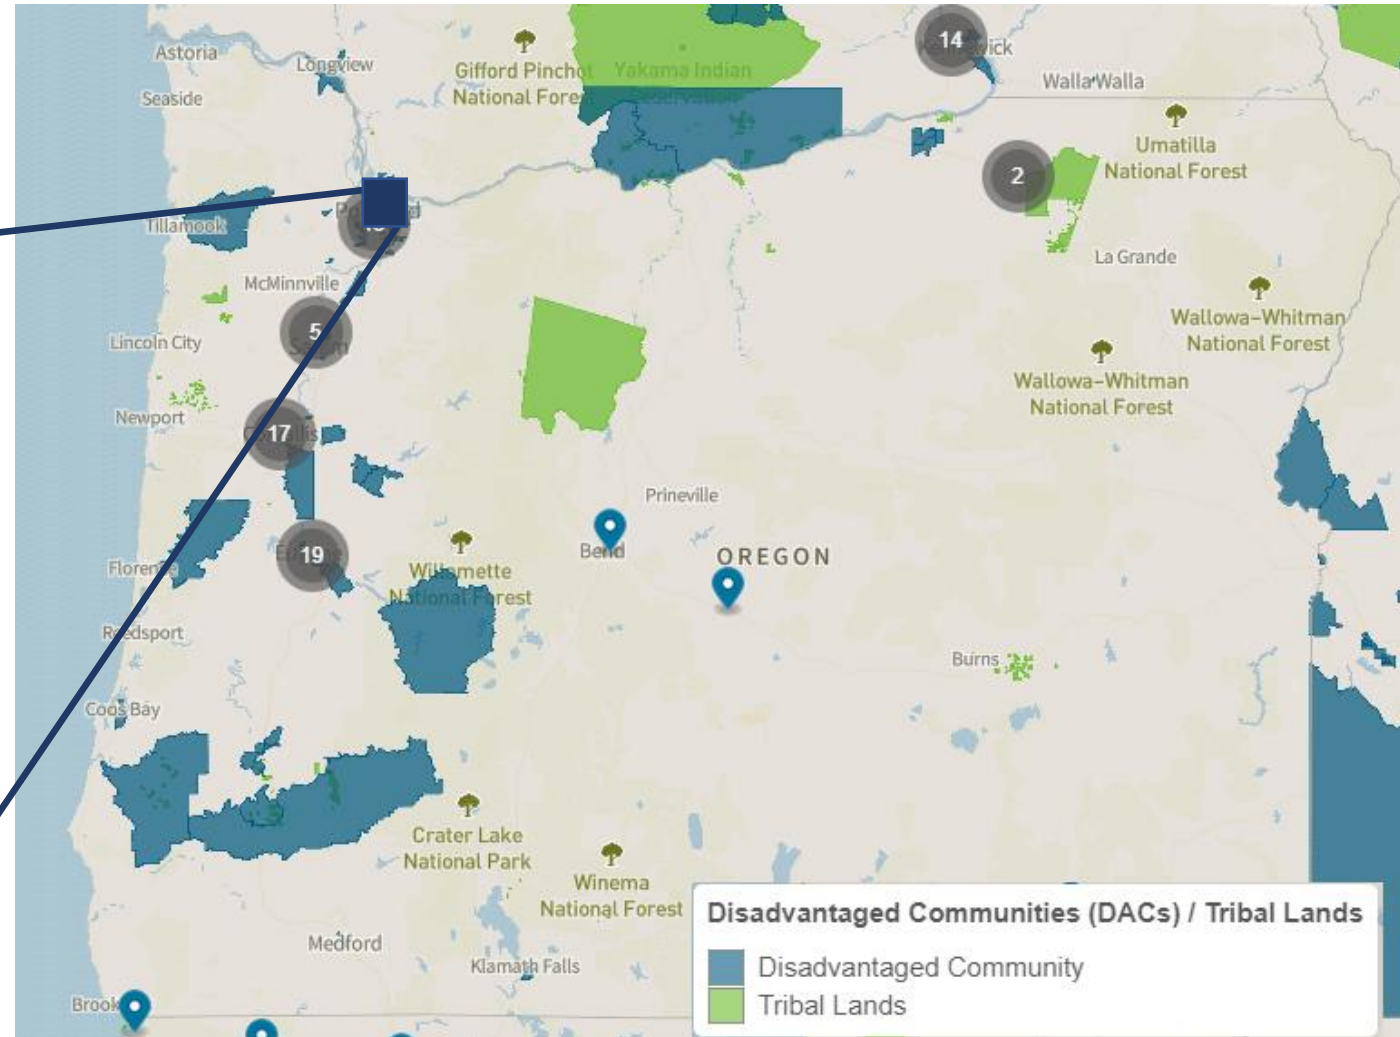 Astoria
Longview
Seaside
Gifford Pinchot
National Forest
Yakama Indian
Reservation
14
Walla Walla
Umatilla
National Forest
2
Tillamook
La Grande
McMinnville
Wallowa-Whitman
National Forest
5
Lincoln City
Wallowa-Whitman
National Forest
Newport
17
Prineville
Bend
OREGON
19
Florence
Willamette
National Forest
Reedsport
Burns
Coos Bay
Crater Lake
National Park
Winema
National Forest
Medford
Klamath Falls
Brook
Disadvantaged Communities (DACs) / Tribal Lands
Disadvantaged Community
Tribal Lands